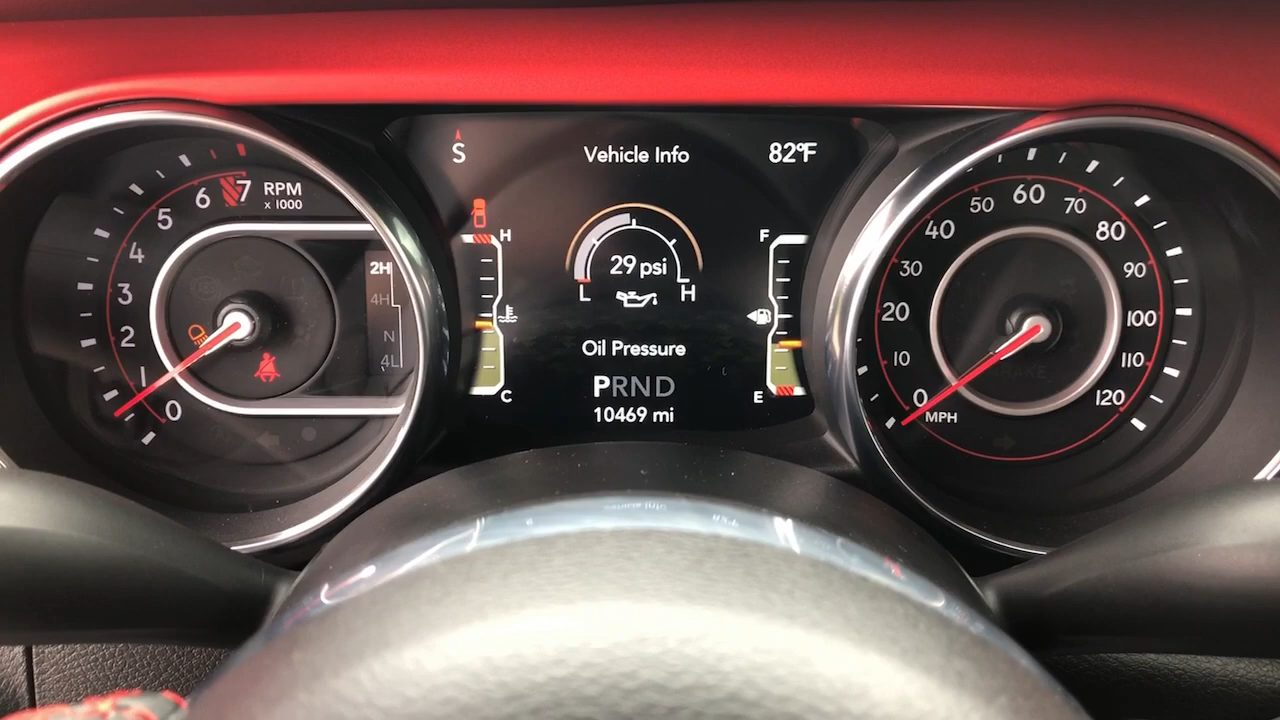 S
Vehicle Info
82°F
0
1
2
3
4
5
6
7
RPM
x 1000
2H
4H
N
4L
H
C
29 psi
L H
Oil Pressure
PRND
10469 mi
F
E
0
10
20
30
40
50
60
70
80
90
100
110
120
MPH
BRAKE